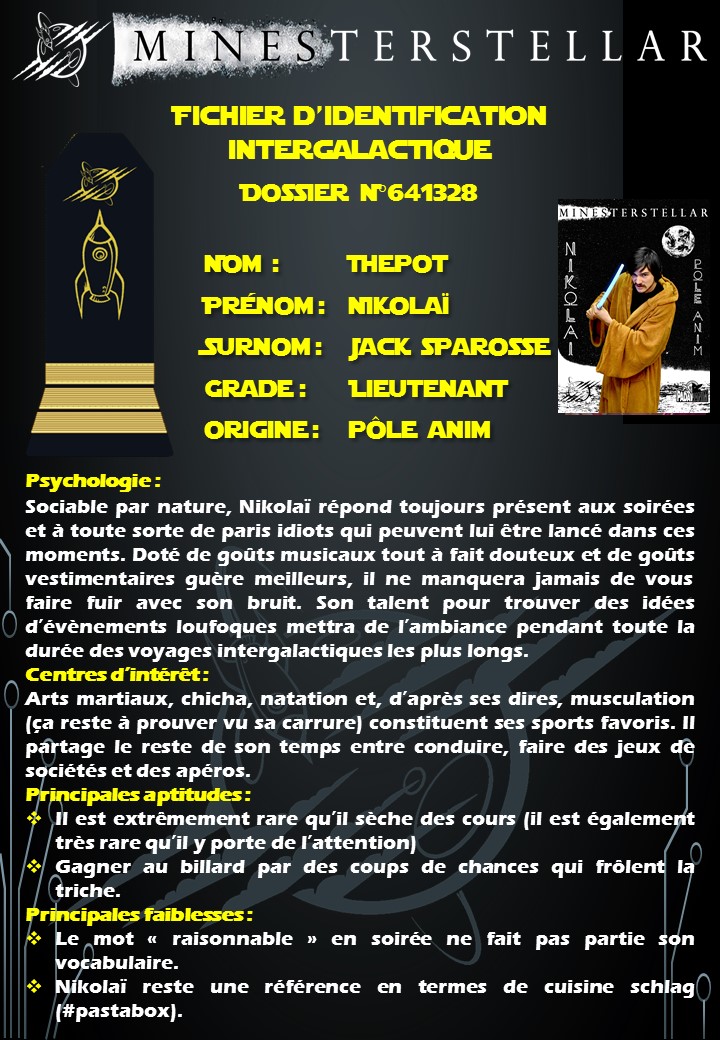 MINESTERSTELLAR
FICHIER D'IDENTIFICATION
INTERGALACTIQUE
DOSSIER N°641328
NOM : THEPOT
PRÉNOM : NIKOLAÏ
SURNOM : JACK SPAROSSE
GRADE : LIEUTENANT
ORIGINE : PÔLE ANIM
MINESTERSTELLAR
NIKOLAI
POLE ANIM
Psychologie :
Sociable par nature, Nikolaï répond toujours présent aux soirées
et à toute sorte de paris idiots qui peuvent lui être lancé dans ces
moments. Doté de goûts musicaux tout à fait douteux et de goûts
vestimentaires guère meilleurs, il ne manquera jamais de vous
faire fuir avec son bruit. Son talent pour trouver des idées
d'évènements loufoques mettra de l'ambiance pendant toute la
durée des voyages intergalactiques les plus longs.
Centres d'intérêt :
Arts martiaux, chicha, natation et, d'après ses dires, musculation
(ça reste à prouver vu sa carrure) constituent ses sports favoris. Il
partage le reste de son temps entre conduire, faire des jeux de
sociétés et des apéros.
Principales aptitudes :
❖ Il est extrêmement rare qu'il sèche des cours (il est également
très rare qu'il y porte de l'attention)
❖ Gagner au billard par des coups de chances qui frôlent la
triche.
Principales faiblesses :
❖ Le mot « raisonnable » en soirée ne fait pas partie son
vocabulaire.
❖ Nikolaï reste une référence en termes de cuisine schlag
(#pastabox).